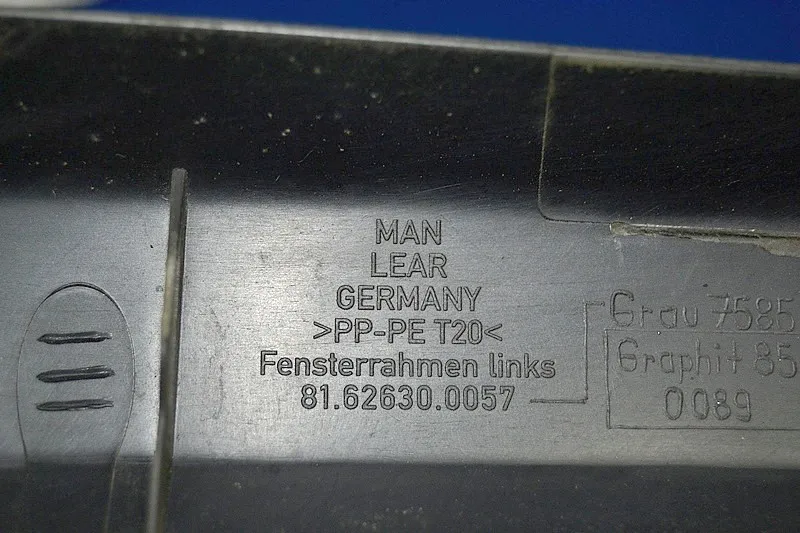 MAN
LEAR
GERMANY
>PP-PE T20<
Fensterrahmen links
81.62630.0057
Grau 7585
Graphit 85
0089